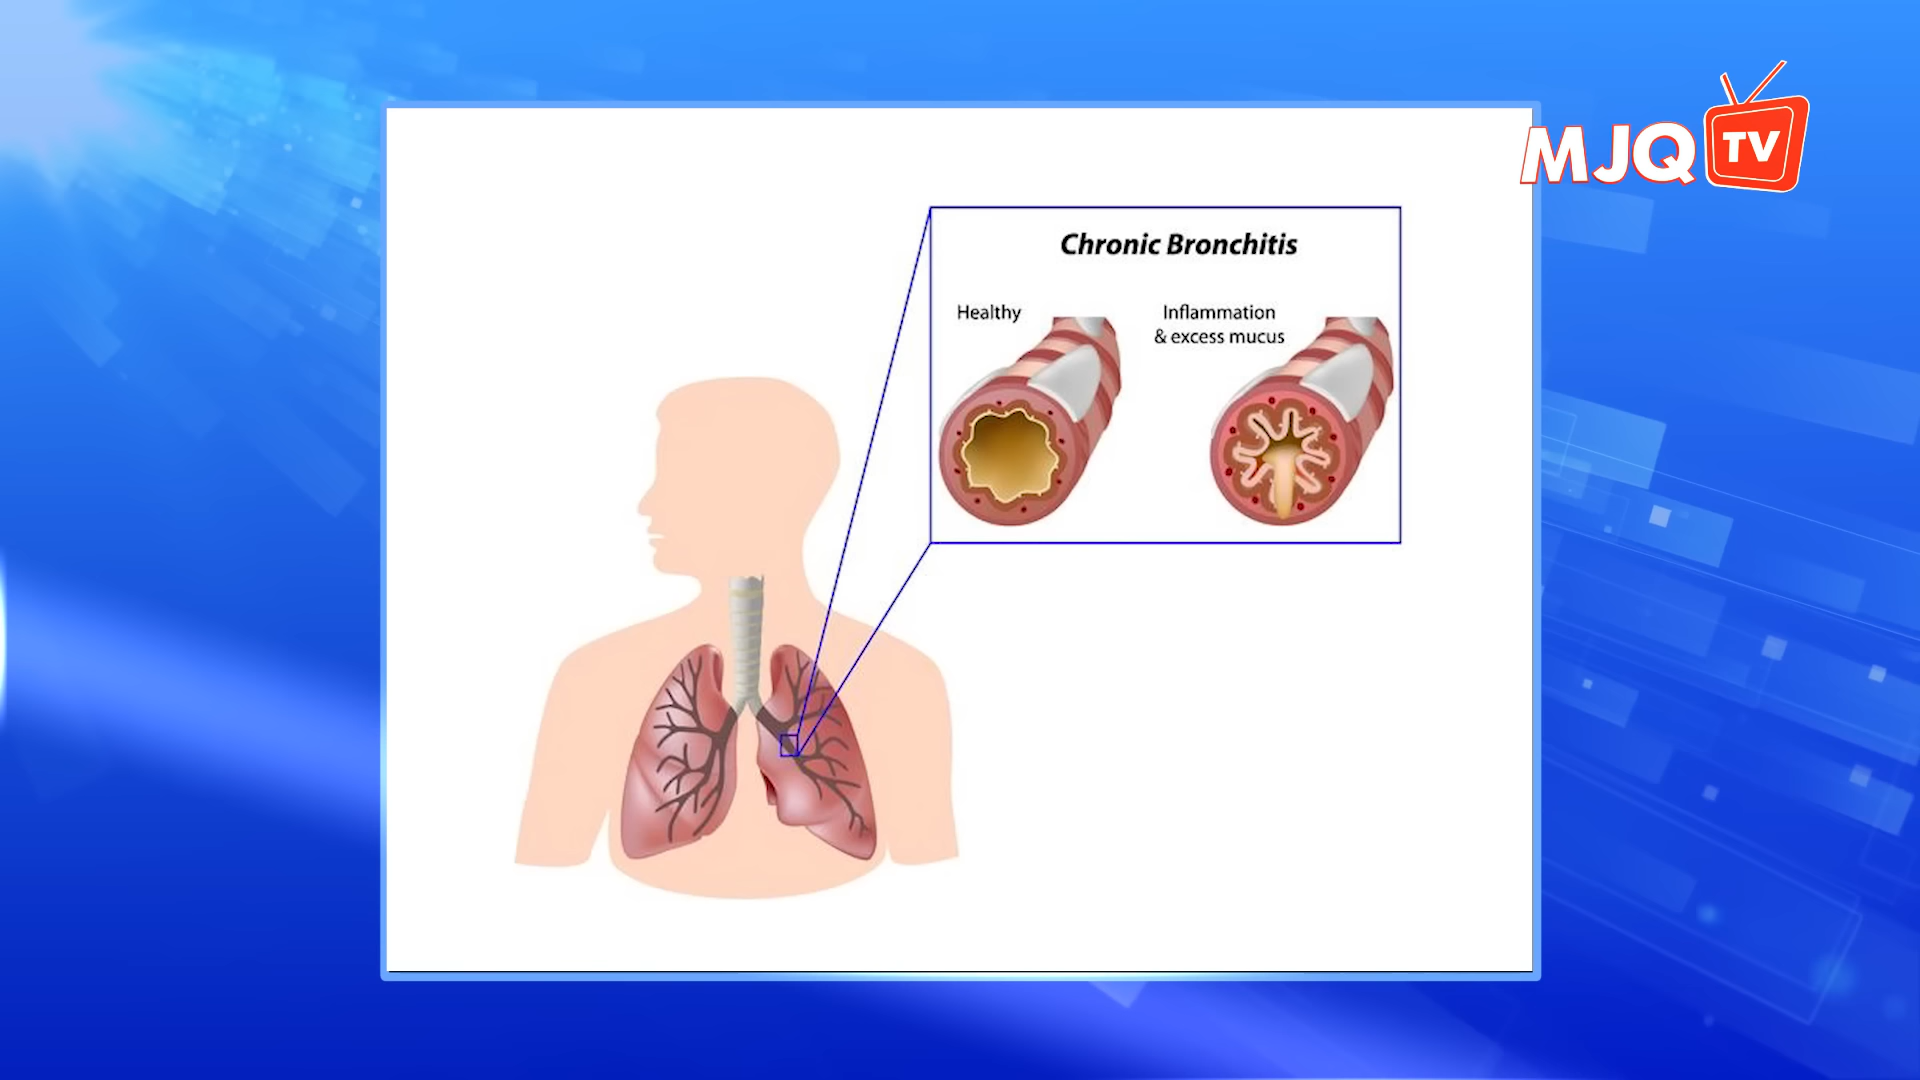 MJQ TV
Chronic Bronchitis
Healthy
Inflammation
& excess mucus